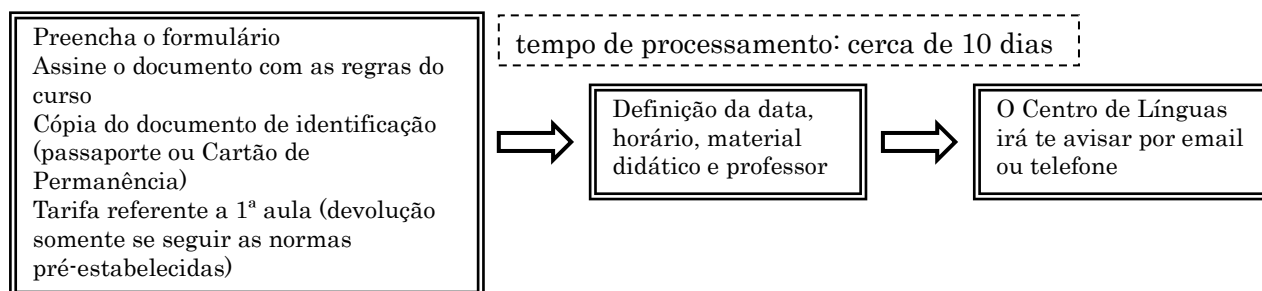 Preencha o formulário
Assine o documento com as regras do
curso
Cópia do documento de identificação
(passaporte ou Cartão de
Permanência)
Tarifa referente a 1ª aula (devolução
somente se seguir as normas
pré-estabelecidas)
tempo de processamento: cerca de 10 dias
Definição da data,
horário, material
didático e professor
O Centro de Línguas
irá te avisar por email
ou telefone